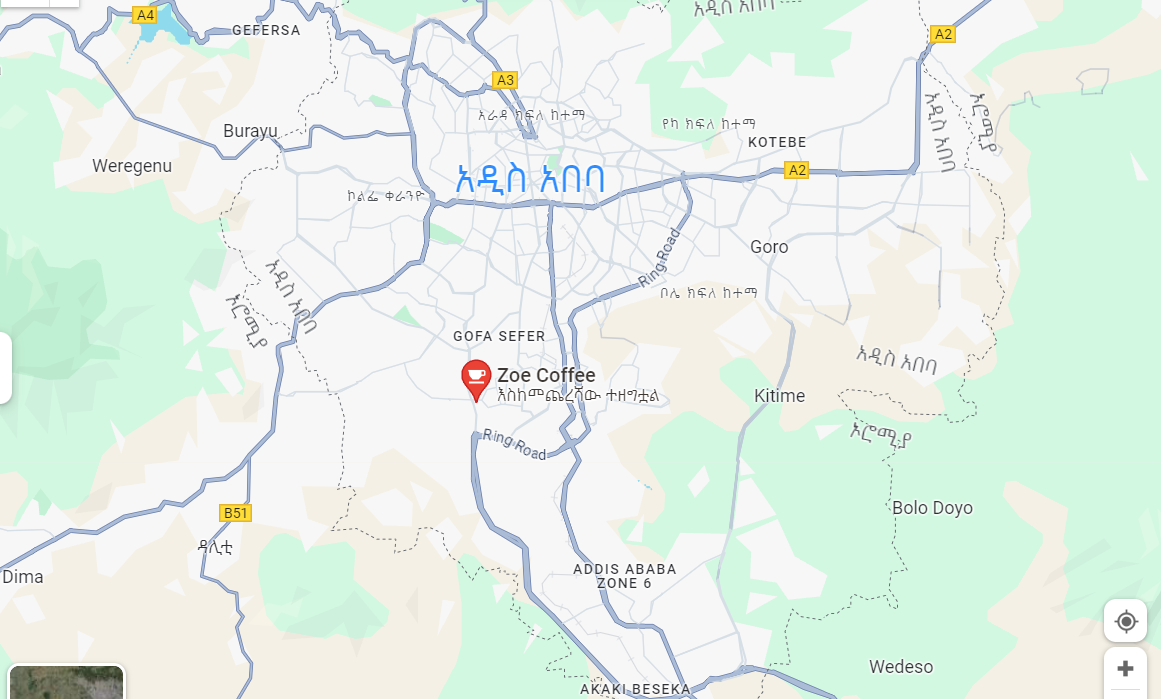 አዲስ አበባ
A4
GEFERSA
A2
A3
አራዳ ክፍለ ከተማ
የካ ክፍለ ከተማ
Burayu
KOTEBE
አዲስ አበባ
ኦሮሚያ
Weregenu
A2
አዲስ አበባ
ኮልፌ ቀራንዮ
Goro
Ring Road
ቦሌ ክፍለ ከተማ
አዲስ አበባ
ኦሮሚያ
GOFA SEFER
አዲስ አበባ
Zoe Coffee
እስከመጨረሻው ተዘግቷል
Kitime
ኦሮሚያ
Ring Road
B51
Bolo Doyo
ዳሊቲ
Dima
ADDIS ABABA
ZONE 6
Wedeso
AKAKI BESEKA